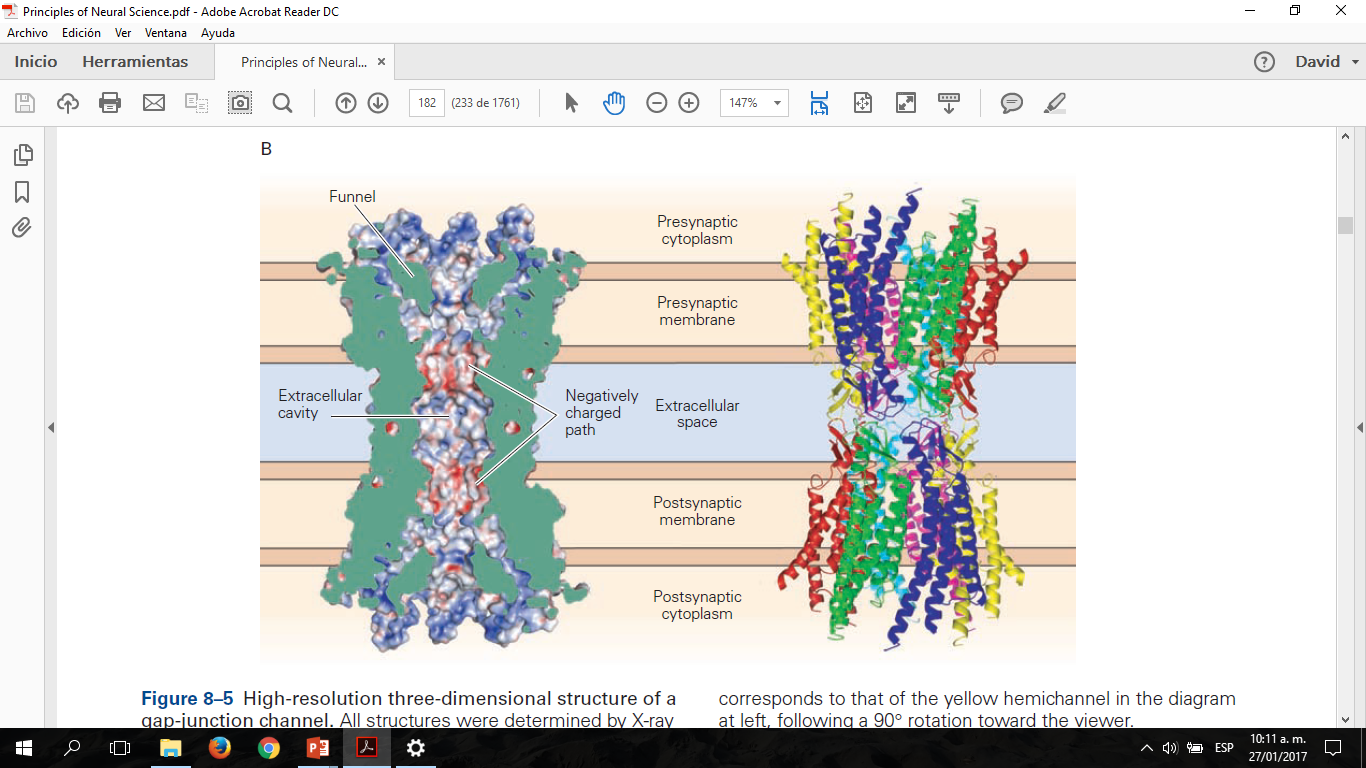 Principles of Neural Science.pdf - Adobe Acrobat Reader DC
Archivo Edición Ver Ventana Ayuda
Inicio Herramientas Principles of Neural... × ? David
182 (233 de 1761) 147%
B
Funnel
Presynaptic
cytoplasm
Presynaptic
membrane
Extracellular
cavity
Negatively
charged
path
Extracellular
space
Postsynaptic
membrane
Postsynaptic
cytoplasm
Figure 8–5 High-resolution three-dimensional structure of a
gap-junction channel. All structures were determined by X-ray
corresponds to that of the yellow hemichannel in the diagram
at left, following a 90° rotation toward the viewer.
ESP
10:11 a. m.
27/01/2017